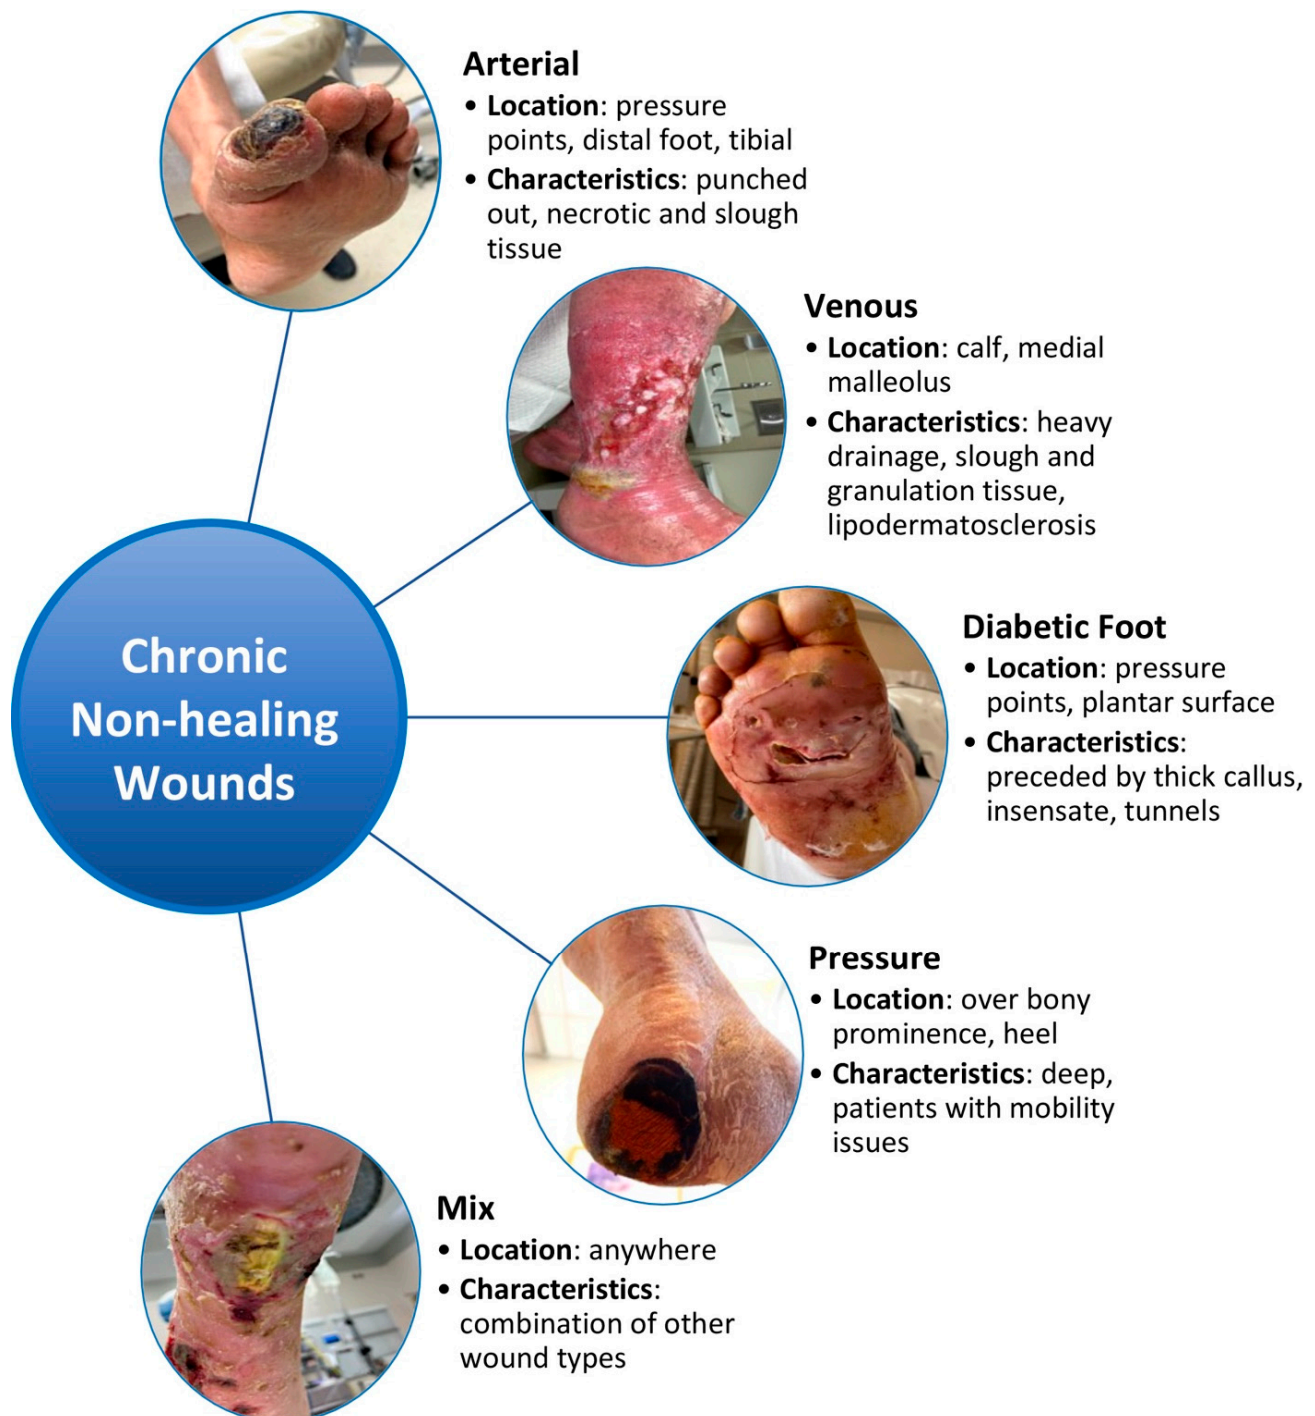 Arterial
• Location: pressure
points, distal foot, tibial
• Characteristics: punched
out, necrotic and slough
tissue
Venous
• Location: calf, medial
malleolus
• Characteristics: heavy
drainage, slough and
granulation tissue,
lipodermatosclerosis
Chronic
Non-healing
Wounds
Diabetic Foot
• Location: pressure
points, plantar surface
• Characteristics:
preceded by thick callus,
insensate, tunnels
Pressure
• Location: over bony
prominence, heel
• Characteristics: deep,
patients with mobility
issues
Mix
• Location: anywhere
• Characteristics:
combination of other
wound types